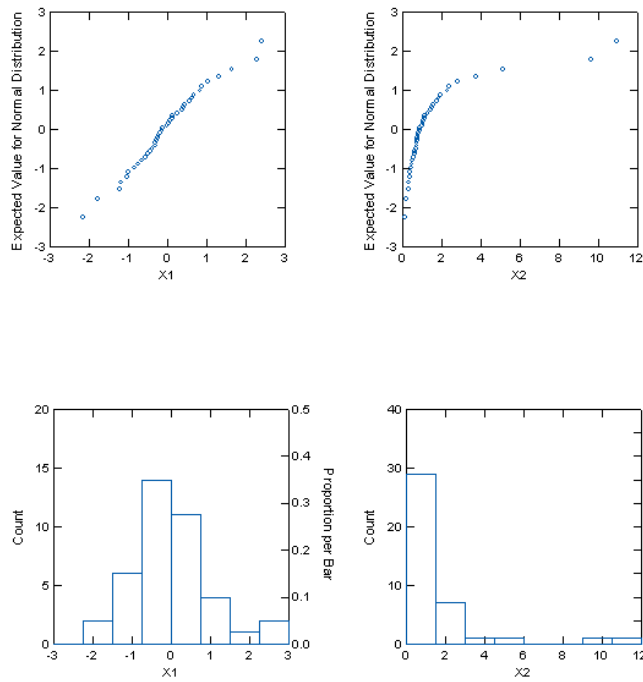 Expected Value for Normal Distribution
3
2
1
0
-1
-2
-3
-3 -2 -1 0 1 2 3
X1
Expected Value for Normal Distribution
3
2
1
0
-1
-2
-3
0 2 4 6 8 10 12
X2
Count
20
15
10
5
0
0.5
0.4
0.3
0.2
0.1
0.0
Proportion per Bar
-3 -2 -1 0 1 2 3
X1
Count
40
30
20
10
0
0 2 4 6 8 10 12
X2